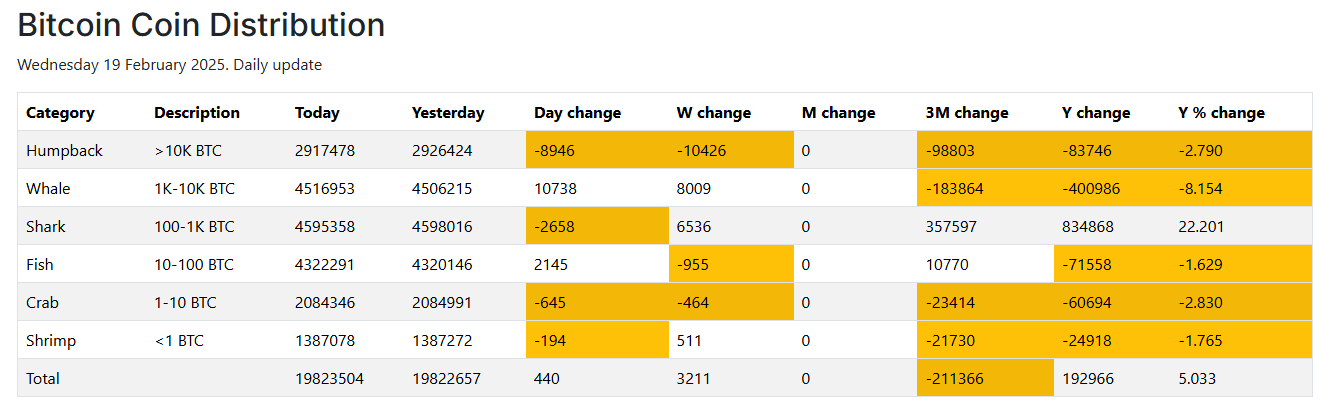 Bitcoin Coin Distribution
Wednesday 19 February 2025. Daily update
Category Description Today Yesterday Day change W change M change 3M change Y change Y % change
Humpback >10K BTC 2917478 2926424 -8946 -10426 0 -98803 -83746 -2.790
Whale 1K-10K BTC 4516953 4506215 10738 8009 0 -183864 -400986 -8.154
Shark 100-1K BTC 4595358 4598016 -2658 6536 0 357597 834868 22.201
Fish 10-100 BTC 4322291 4320146 2145 -955 0 10770 -71558 -1.629
Crab 1-10 BTC 2084346 2084991 -645 -464 0 -23414 -60694 -2.830
Shrimp <1 BTC 1387078 1387272 -194 511 0 -21730 -24918 -1.765
Total 19823504 19822657 440 3211 0 -211366 192966 5.033